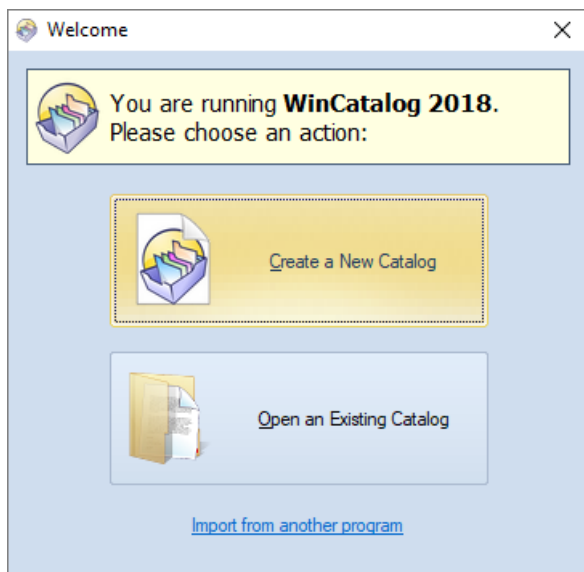 Welcome
You are running WinCatalog 2018.
Please choose an action:
Create a New Catalog
Open an Existing Catalog
Import from another program